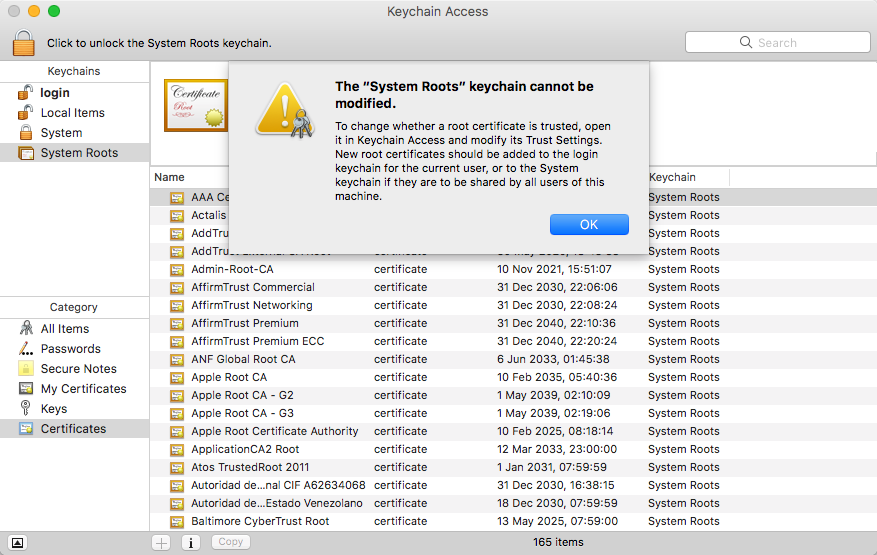 Keychain Access
Click to unlock the System Roots keychain.
Search
Keychains
login
Local Items
System
System Roots
Certificate
Root
The “System Roots” keychain cannot be
modified.
To change whether a root certificate is trusted, open
it in Keychain Access and modify its Trust Settings.
New root certificates should be added to the login
keychain for the current user, or to the System
keychain if they are to be shared by all users of this
machine.
OK
Name Keychain
AAA Ce System Roots
Actalis System Roots
AddTrus System Roots
AddTrus System Roots
Admin-Root-CA certificate 10 Nov 2021, 15:51:07 System Roots
AffirmTrust Commercial certificate 31 Dec 2030, 22:06:06 System Roots
AffirmTrust Networking certificate 31 Dec 2030, 22:08:24 System Roots
AffirmTrust Premium certificate 31 Dec 2040, 22:10:36 System Roots
AffirmTrust Premium ECC certificate 31 Dec 2040, 22:20:24 System Roots
ANF Global Root CA certificate 6 Jun 2033, 01:45:38 System Roots
Apple Root CA certificate 10 Feb 2035, 05:40:36 System Roots
Apple Root CA - G2 certificate 1 May 2039, 02:10:09 System Roots
Apple Root CA - G3 certificate 1 May 2039, 02:19:06 System Roots
Apple Root Certificate Authority certificate 10 Feb 2025, 08:18:14 System Roots
ApplicationCA2 Root certificate 12 Mar 2033, 23:00:00 System Roots
Atos TrustedRoot 2011 certificate 1 Jan 2031, 07:59:59 System Roots
Autoridad de...nal CIF A62634068 certificate 31 Dec 2030, 16:38:15 System Roots
Autoridad de...Estado Venezolano certificate 18 Dec 2030, 07:59:59 System Roots
Baltimore CyberTrust Root certificate 13 May 2025, 07:59:00 System Roots
Category
All Items
Passwords
Secure Notes
My Certificates
Keys
Certificates
Copy
165 items